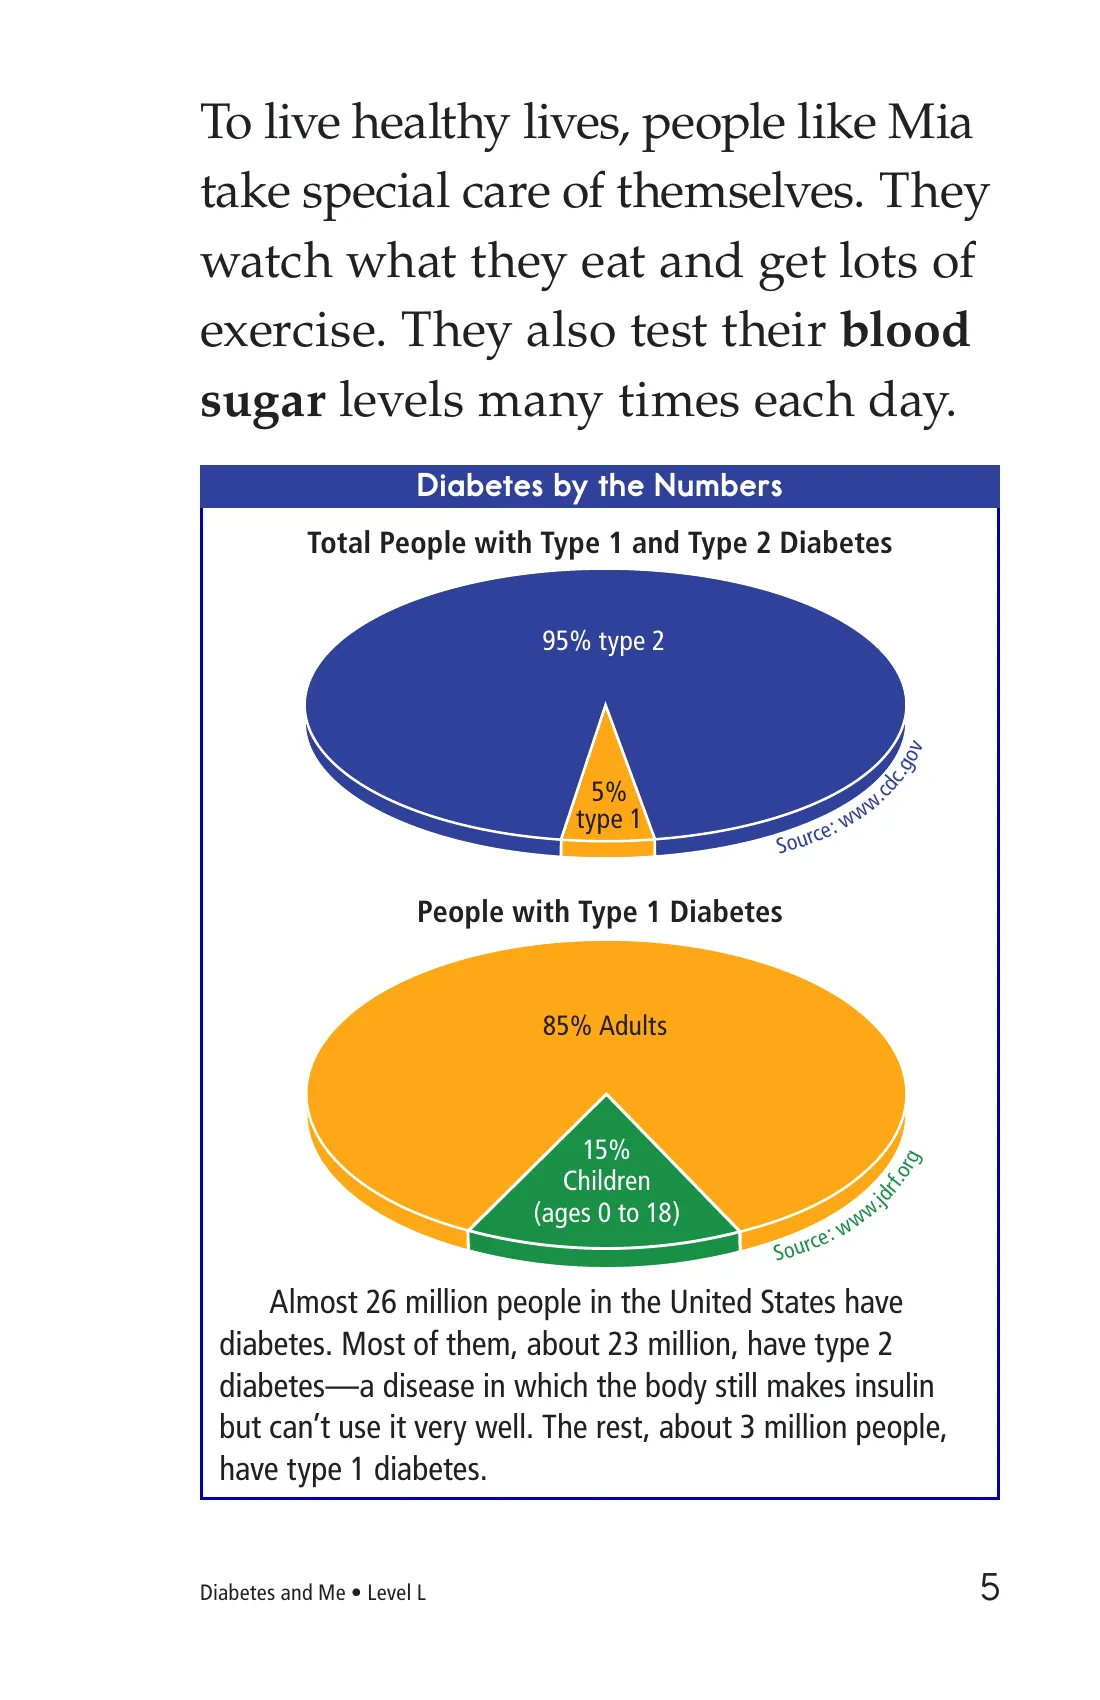 To live healthy lives, people like Mia
take special care of themselves. They
watch what they eat and get lots of
exercise. They also test their blood
sugar levels many times each day.
Diabetes by the Numbers
Total People with Type 1 and Type 2 Diabetes
95% type 2
5%
type 1
Source: www.cdc.gov
People with Type 1 Diabetes
85% Adults
15%
Children
(ages 0 to 18)
Source: www.jdrf.org
Almost 26 million people in the United States have
diabetes. Most of them, about 23 million, have type 2
diabetes—a disease in which the body still makes insulin
but can’t use it very well. The rest, about 3 million people,
have type 1 diabetes.
Diabetes and Me • Level L
5